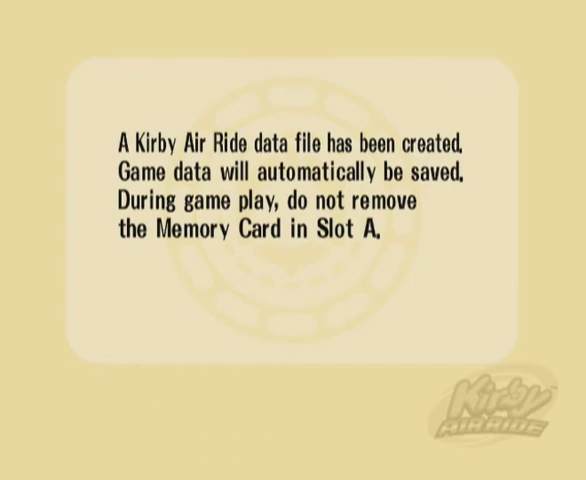 A Kirby Air Ride data file has been created.
Game data will automatically be saved.
During game play, do not remove
the Memory Card in Slot A.
Kirby
AIR RIDE